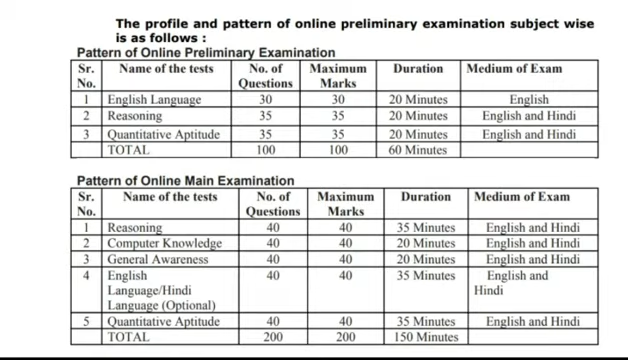 The profile and pattern of online preliminary examination subject wise
is as follows :
Pattern of Online Preliminary Examination
Sr. No. Name of the tests No. of Questions Maximum Marks Duration Medium of Exam
1 English Language 30 30 20 Minutes English
2 Reasoning 35 35 20 Minutes English and Hindi
3 Quantitative Aptitude 35 35 20 Minutes English and Hindi
TOTAL 100 100 60 Minutes
Pattern of Online Main Examination
Sr. No. Name of the tests No. of Questions Maximum Marks Duration Medium of Exam
1 Reasoning 40 40 35 Minutes English and Hindi
2 Computer Knowledge 40 40 20 Minutes English and Hindi
3 General Awareness 40 40 20 Minutes English and Hindi
4 English 40 40 35 Minutes English and
Language/Hindi Hindi
Language (Optional)
5 Quantitative Aptitude 40 40 35 Minutes English and Hindi
TOTAL 200 200 150 Minutes